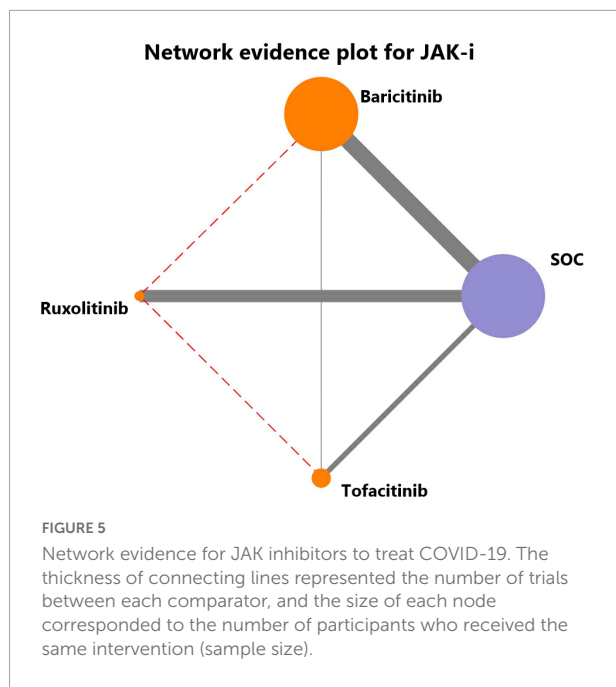 Network evidence plot for JAK-i
Baricitinib
SOC
Ruxolitinib
Tofacitinib
FIGURE 5
Network evidence for JAK inhibitors to treat COVID-19. The
thickness of connecting lines represented the number of trials
between each comparator, and the size of each node
corresponded to the number of participants who received the
same intervention (sample size).